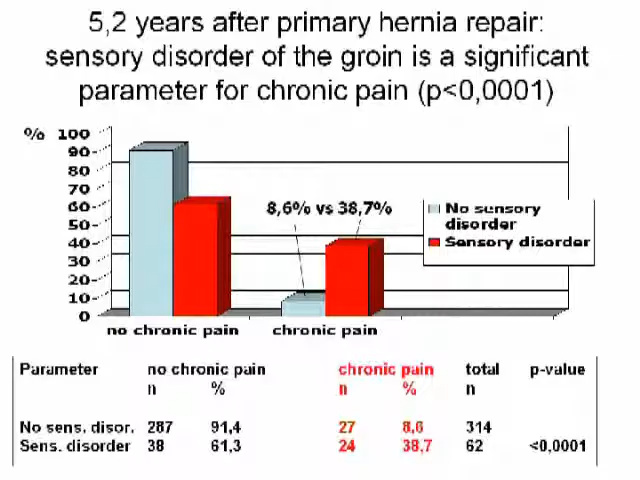 5,2 years after primary hernia repair:
sensory disorder of the groin is a significant
parameter for chronic pain (p<0,0001)
% 100
90
80
70
60
50
40
30
20
10
0
8,6% vs 38,7%
No sensory
disorder
Sensory disorder
no chronic pain chronic pain
Parameter no chronic pain chronic pain total p-value
n % n % n
No sens. disor. 287 91,4 27 8,6 314
Sens. disorder 38 61,3 24 38,7 62 <0,0001